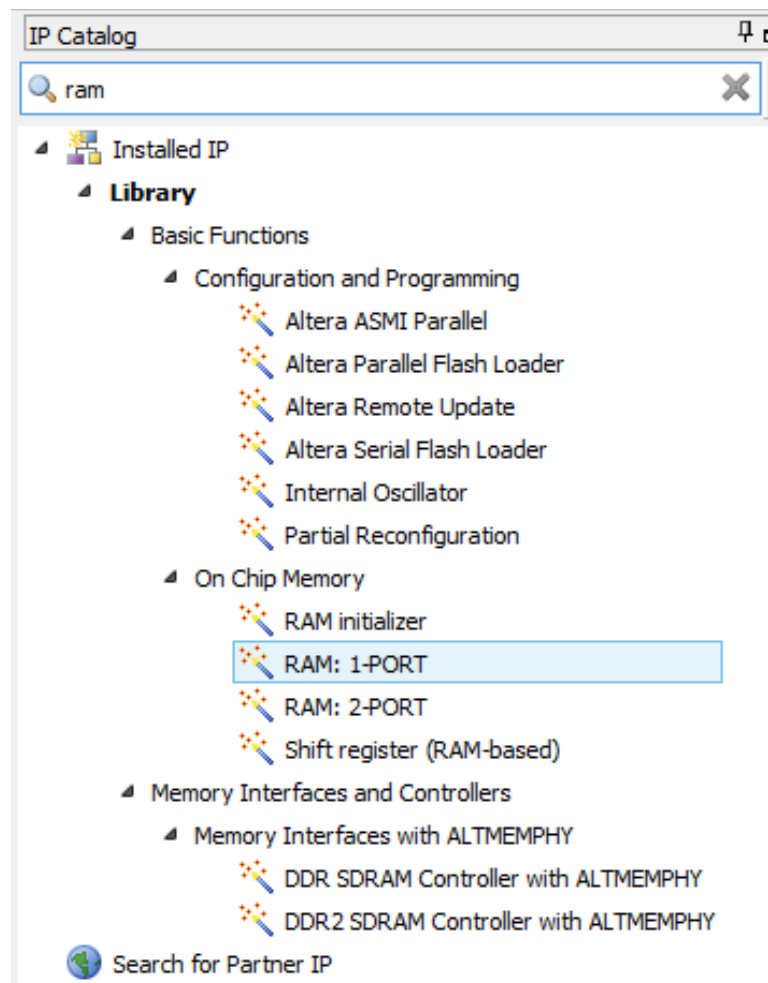 IP Catalog
ram
Installed IP
Library
Basic Functions
Configuration and Programming
Altera ASMI Parallel
Altera Parallel Flash Loader
Altera Remote Update
Altera Serial Flash Loader
Internal Oscillator
Partial Reconfiguration
On Chip Memory
RAM initializer
RAM: 1-PORT
RAM: 2-PORT
Shift register (RAM-based)
Memory Interfaces and Controllers
Memory Interfaces with ALTMEMPHY
DDR SDRAM Controller with ALTMEMPHY
DDR2 SDRAM Controller with ALTMEMPHY
Search for Partner IP